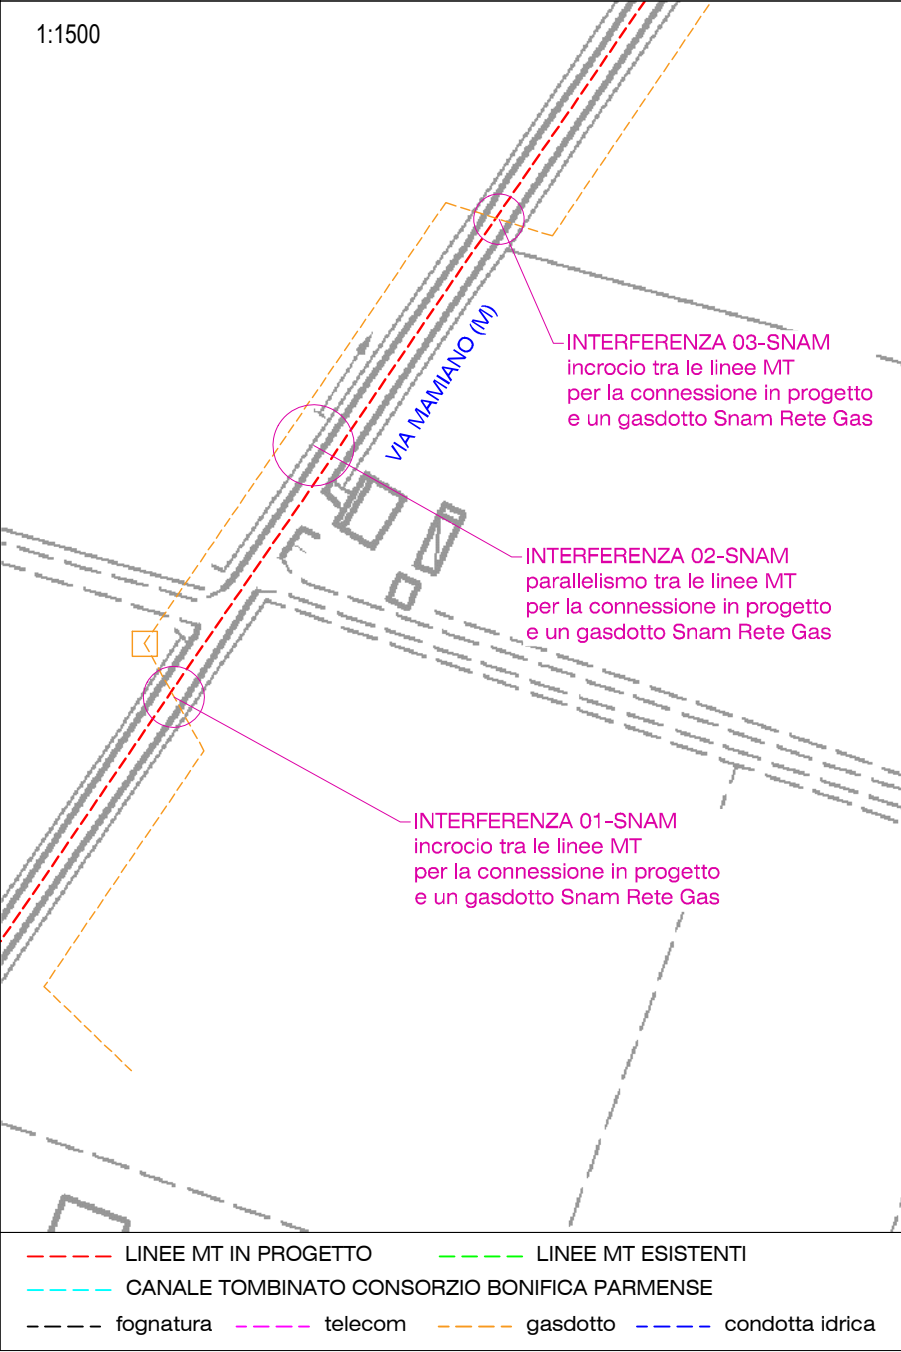 1:1500
INTERFERENZA 03-SNAM
incrocio tra le linee MT
per la connessione in progetto
e un gasdotto Snam Rete Gas
VIA MAMIANO (M)
INTERFERENZA 02-SNAM
parallelismo tra le linee MT
per la connessione in progetto
e un gasdotto Snam Rete Gas
INTERFERENZA 01-SNAM
incrocio tra le linee MT
per la connessione in progetto
e un gasdotto Snam Rete Gas
LINEE MT IN PROGETTO
LINEE MT ESISTENTI
CANALE TOMBINATO CONSORZIO BONIFICA PARMENSE
fognatura
telecom
gasdotto
condotta idrica